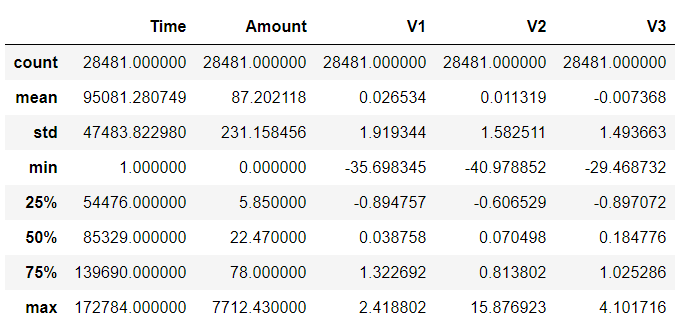 Time Amount V1 V2 V3
count 28481.000000 28481.000000 28481.000000 28481.000000 28481.000000
mean 95081.280749 87.202118 0.026534 0.011319 -0.007368
std 47483.822980 231.158456 1.919344 1.582511 1.493663
min 1.000000 0.000000 -35.698345 -40.978852 -29.468732
25% 54476.000000 5.850000 -0.894757 -0.606529 -0.897072
50% 85329.000000 22.470000 0.038758 0.070498 0.184776
75% 139690.000000 78.000000 1.322692 0.813802 1.025286
max 172784.000000 7712.430000 2.418802 15.876923 4.101716